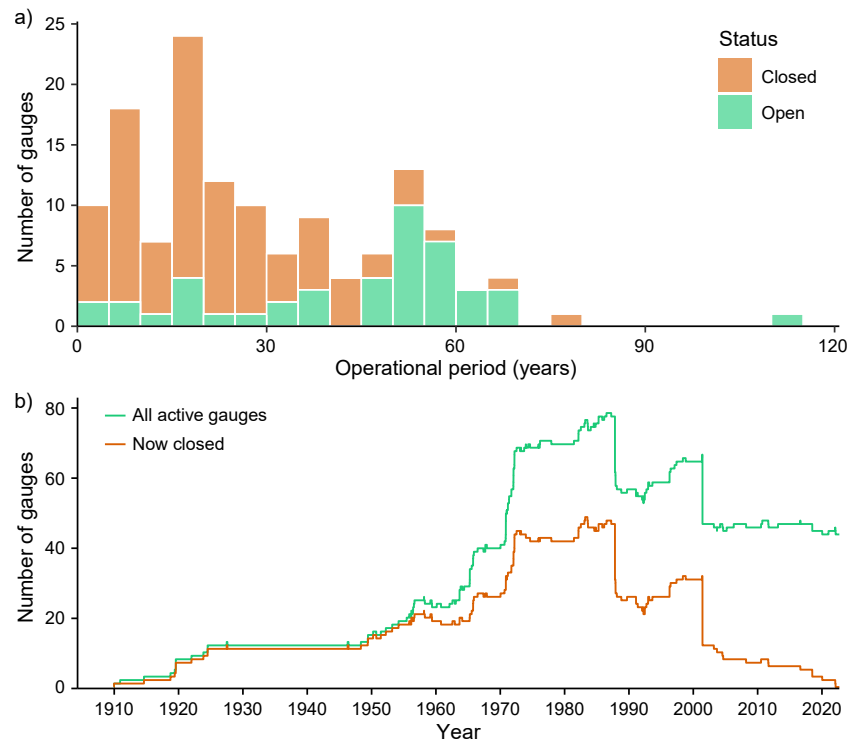 a)
25
20
15
10
5
0
Number of gauges
Status
Closed
Open
0 30 60 90 120
Operational period (years)
b)
80
60
40
20
0
Number of gauges
All active gauges
Now closed
1910 1920 1930 1940 1950 1960 1970 1980 1990 2000 2010 2020
Year